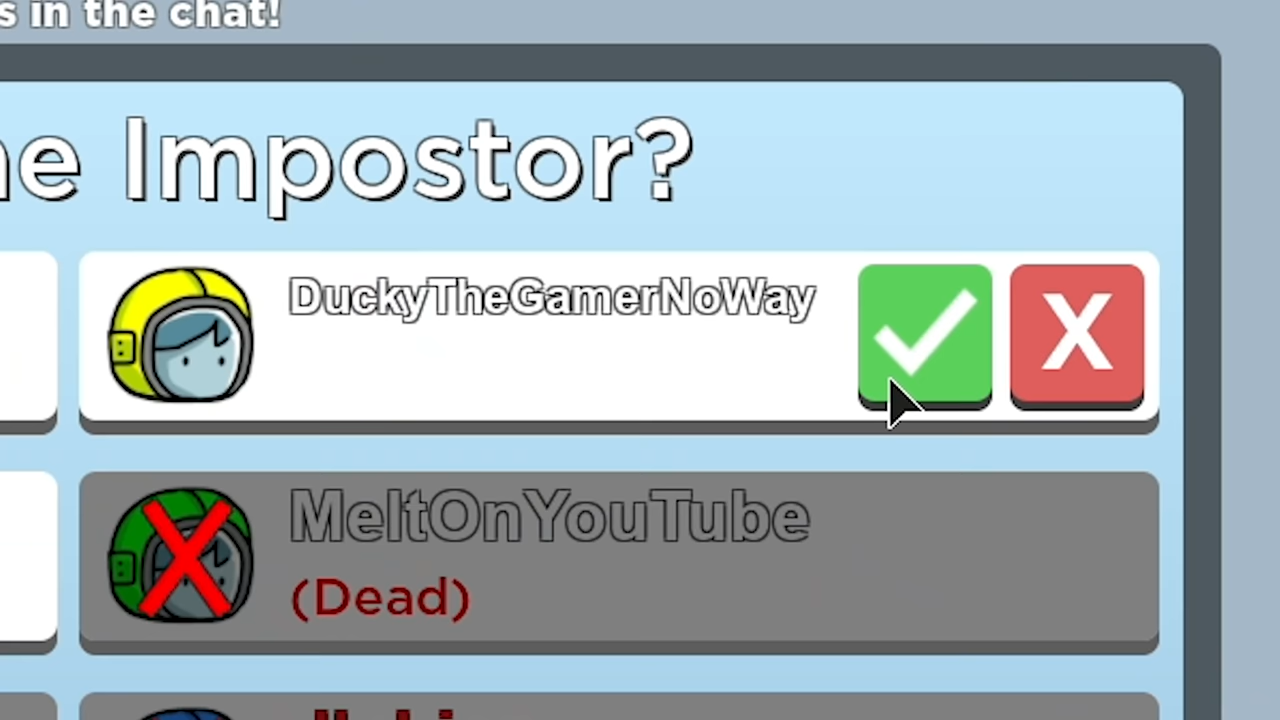 s in the chat!
e Impostor?
DuckyTheGamerNoWay
X
MeltOnYouTube
(Dead)